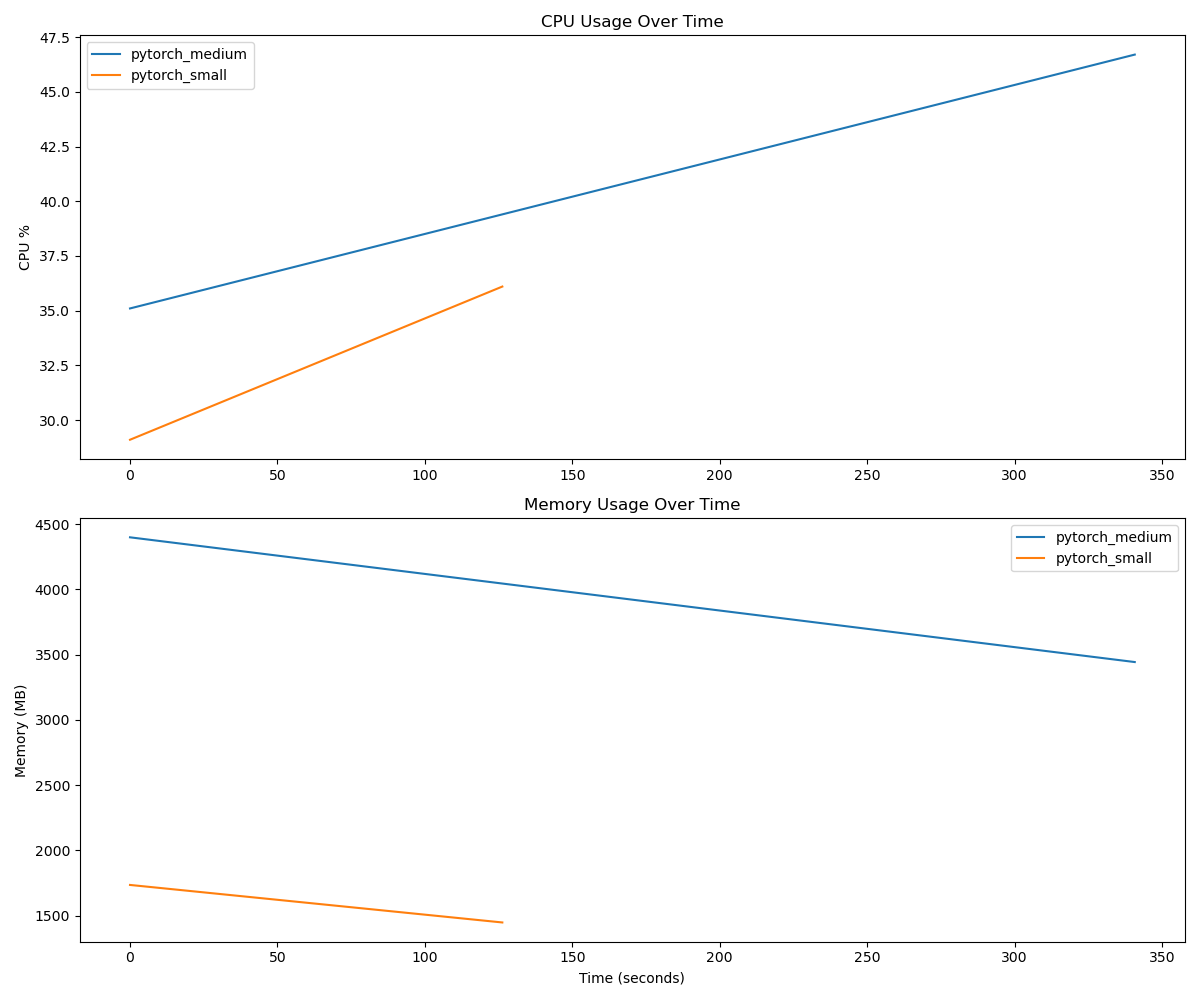 CPU Usage Over Time
47.5
45.0
42.5
40.0
37.5
35.0
32.5
30.0
CPU %
pytorch_medium
pytorch_small
0 50 100 150 200 250 300 350
Memory Usage Over Time
4500
4000
3500
3000
2500
2000
1500
Memory (MB)
pytorch_medium
pytorch_small
0 50 100 150 200 250 300 350
Time (seconds)